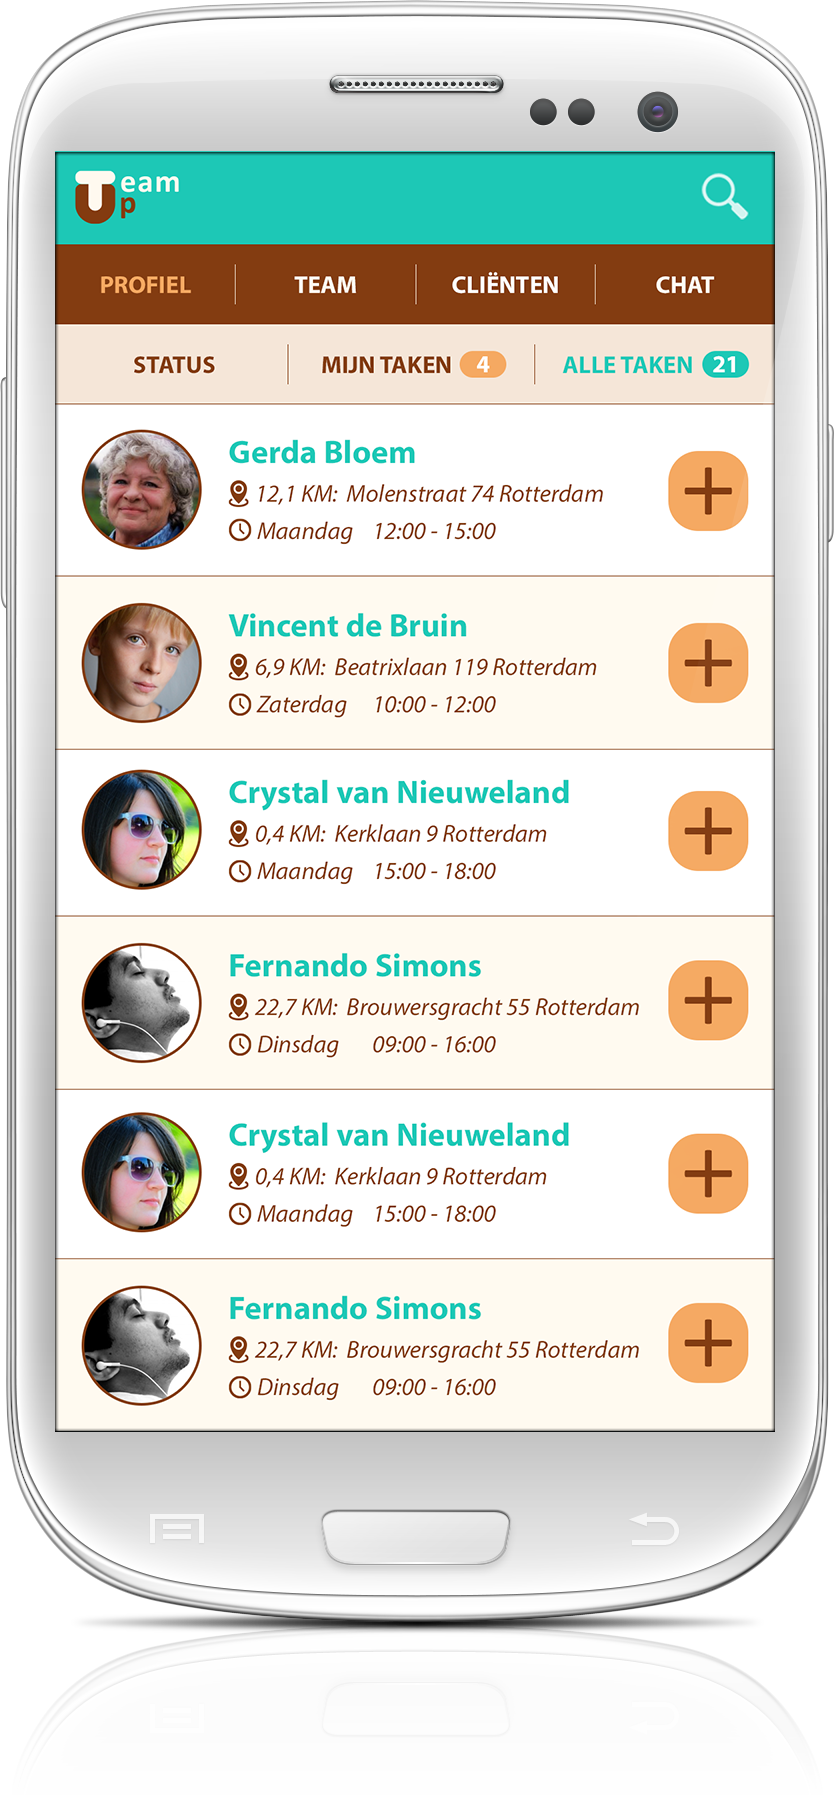 Team
Up
PROFIEL TEAM CLIËNTEN CHAT
STATUS MIJN TAKEN 4 ALLE TAKEN 21
Gerda Bloem
12,1 KM: Molenstraat 74 Rotterdam
Maandag 12:00 - 15:00
Vincent de Bruin
6,9 KM: Beatrixlaan 119 Rotterdam
Zaterdag 10:00 - 12:00
Crystal van Nieuweland
0,4 KM: Kerklaan 9 Rotterdam
Maandag 15:00 - 18:00
Fernando Simons
22,7 KM: Brouwersgracht 55 Rotterdam
Dinsdag 09:00 - 16:00
Crystal van Nieuweland
0,4 KM: Kerklaan 9 Rotterdam
Maandag 15:00 - 18:00
Fernando Simons
22,7 KM: Brouwersgracht 55 Rotterdam
Dinsdag 09:00 - 16:00